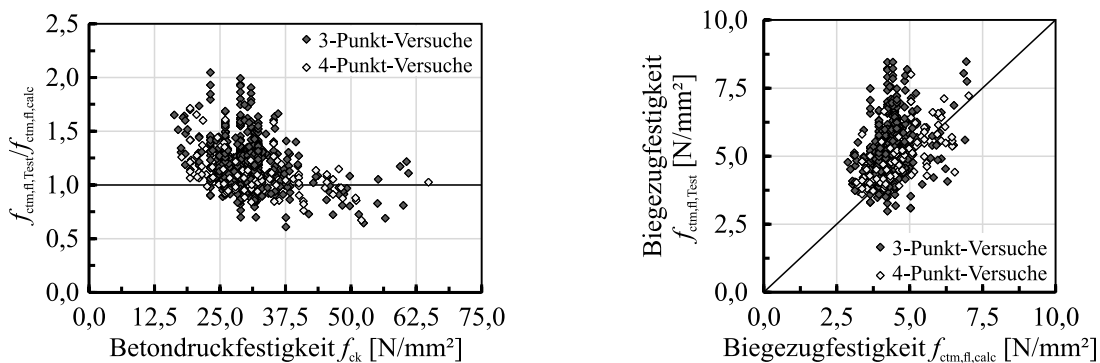 2,5
2,0
1,5
1,0
0,5
0,0
f_ctm,fl,Test/f_ctm,fl,calc
3-Punkt-Versuche
4-Punkt-Versuche
0,0 12,5 25,0 37,5 50,0 62,5 75,0
Betondruckfestigkeit f_ck [N/mm²]
10,0
7,5
5,0
2,5
0,0
Biegezugfestigkeit
f_ctm,fl,Test [N/mm²]
3-Punkt-Versuche
4-Punkt-Versuche
0,0 2,5 5,0 7,5 10,0
Biegezugfestigkeit f_ctm,fl,calc [N/mm²]